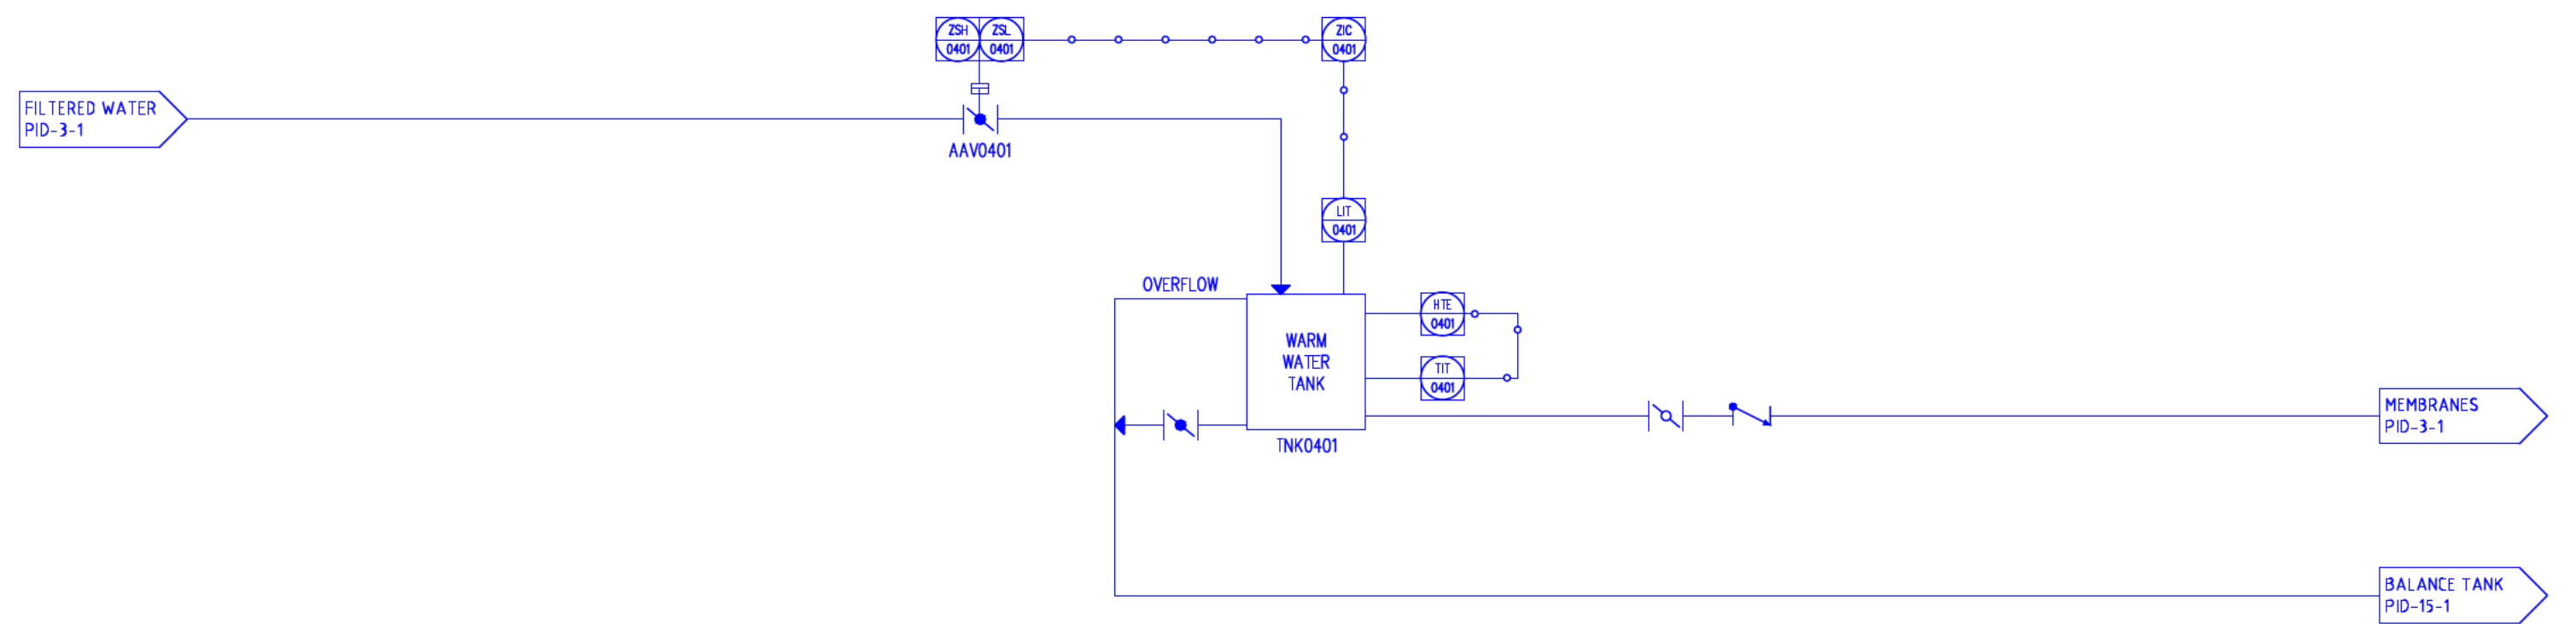 ZSH
0401
ZSL
0401
ZIC
0401
FILTERED WATER
PID-3-1
AAV0401
LIT
0401
OVERFLOW
HTE
0401
WARM
WATER
TANK
TIT
0401
TNK0401
MEMBRANES
PID-3-1
BALANCE TANK
PID-15-1